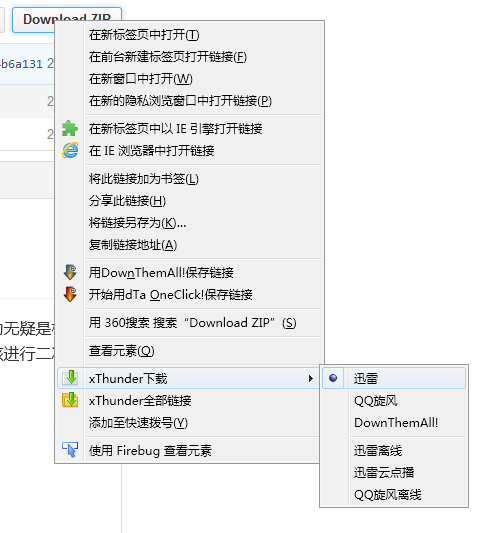 Download ZIP
在新标签页中打开(T)
在前台新建标签页打开链接(F)
b6a131 2
在新窗口中打开(W)
2
在新的隐私浏览窗口中打开链接(P)
2
在新标签页中以 IE 引擎打开链接
在 IE 浏览器中打开链接
将此链接加为书签(L)
分享此链接(H)
将链接另存为(K)...
复制链接地址(A)
用DownThemAll!保存链接
开始用dTa OneClick!保存链接
无疑是
用 360搜索 搜索“Download ZIP”(S)
进行二
查看元素(Q)
xThunder下载
迅雷
xThunder全部链接
QQ旋风
添加至快速拨号(Y)
DownThemAll!
使用 Firebug 查看元素
迅雷离线
迅雷云点播
QQ旋风离线